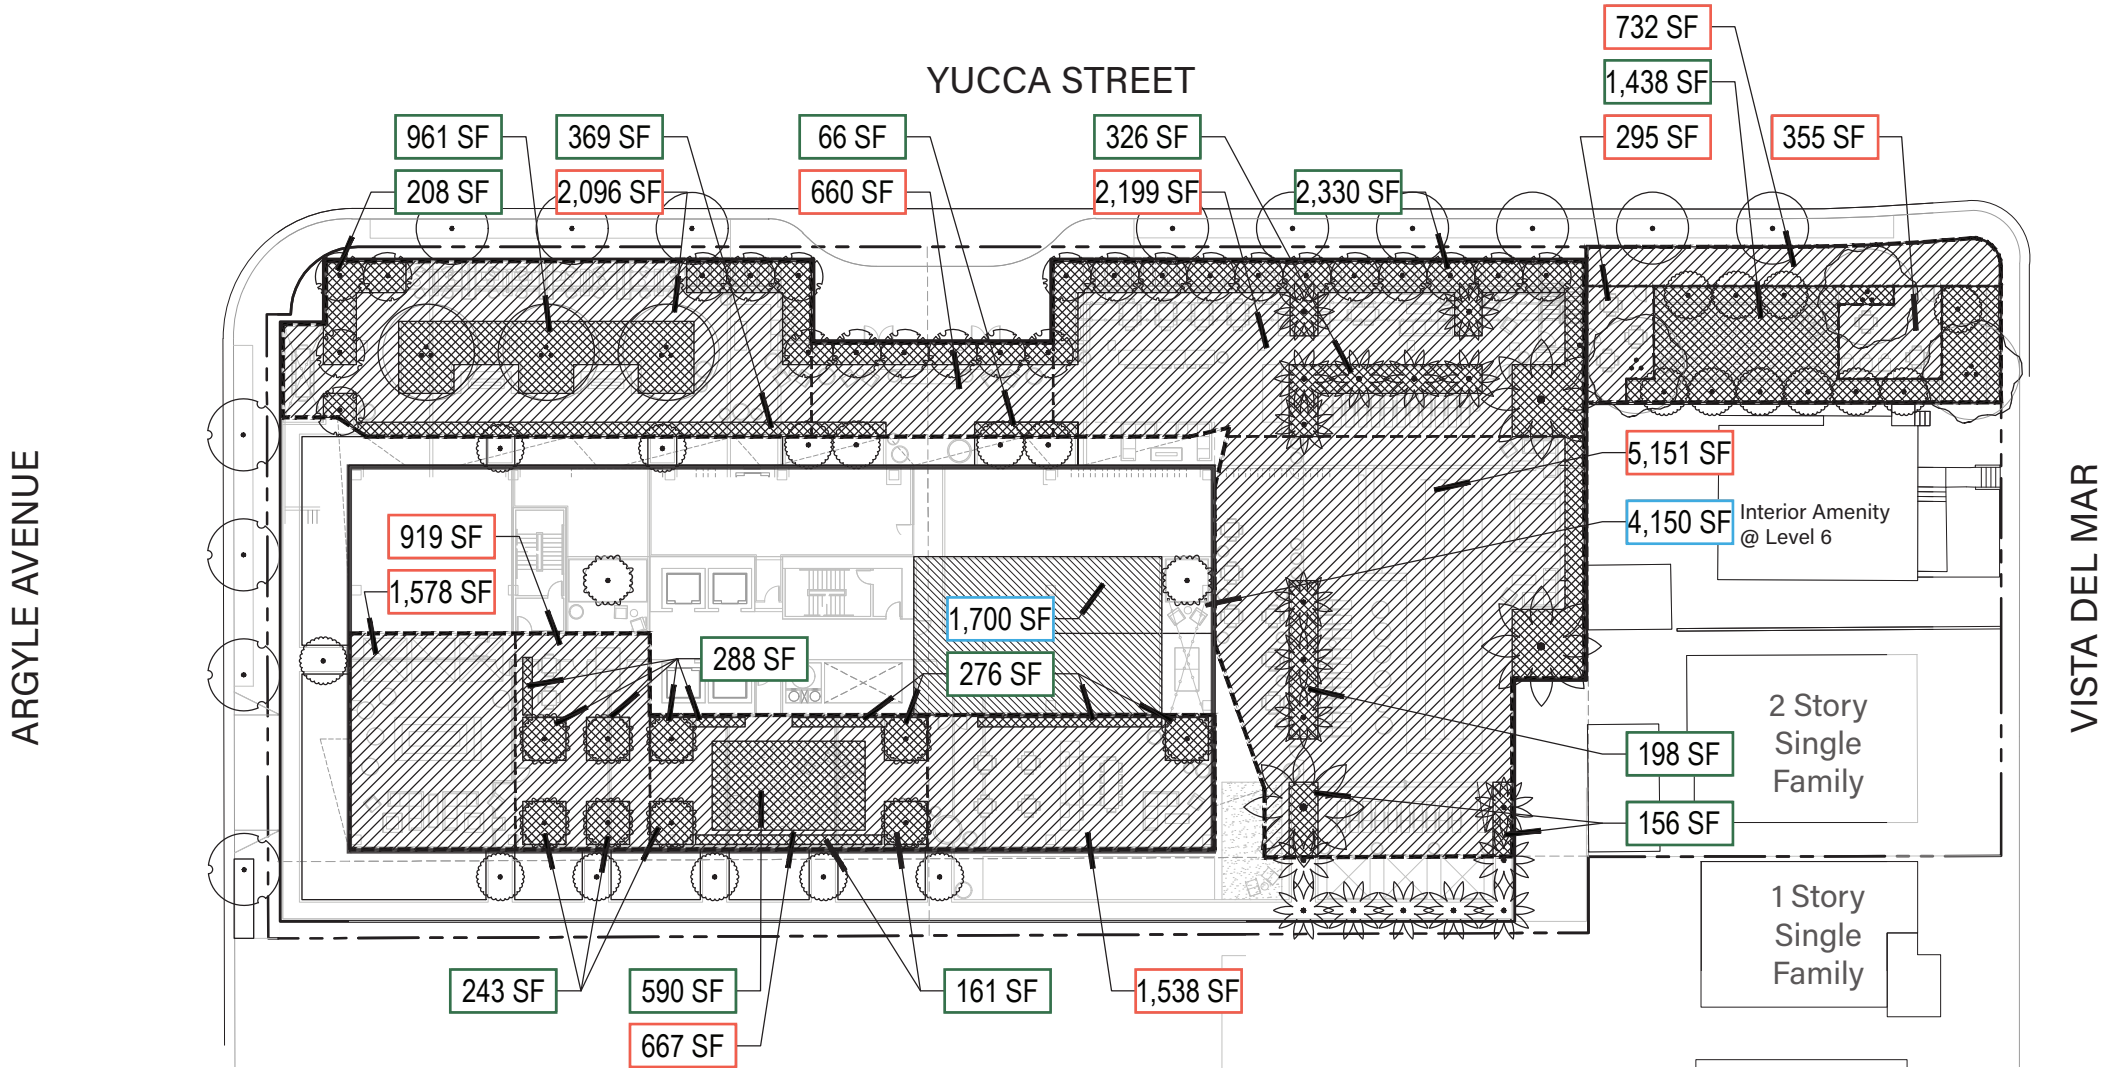 732 SF
YUCCA STREET
1,438 SF
961 SF
369 SF
66 SF
326 SF
295 SF
355 SF
208 SF
2,096 SF
660 SF
2,199 SF
2,330 SF
ARGYLE AVENUE
VISTA DEL MAR
5,151 SF
4,150 SF
Interior Amenity
@ Level 6
919 SF
1,578 SF
1,700 SF
288 SF
276 SF
198 SF
156 SF
2 Story
Single
Family
1 Story
Single
Family
243 SF
590 SF
161 SF
1,538 SF
667 SF